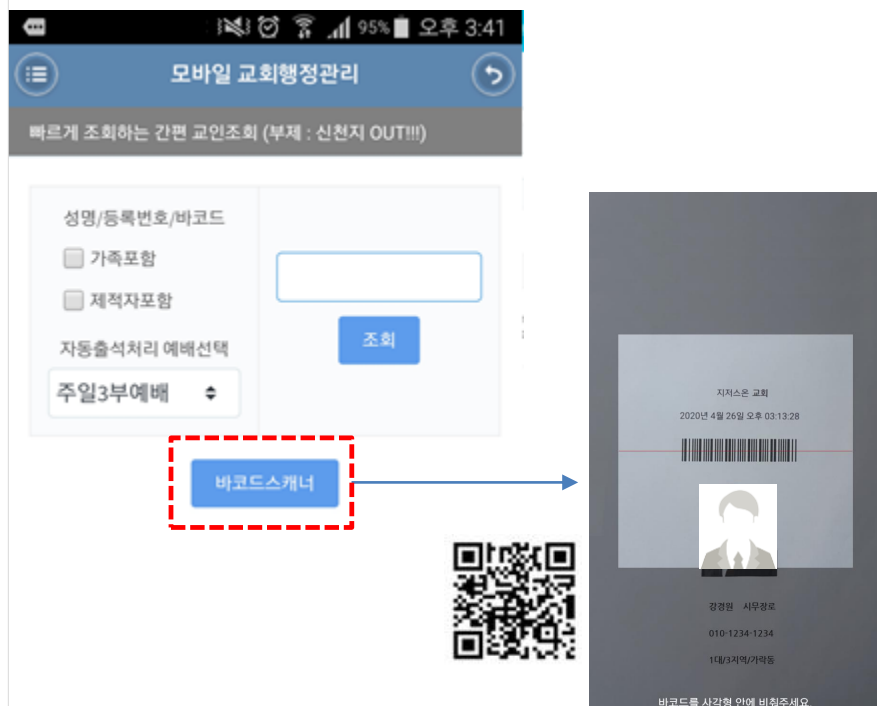 95% 오후 3:41
모바일 교회행정관리
빠르게 조회하는 간편 교인조회 (부제 : 신천지 OUT!!!)
성명/등록번호/바코드
가족포함
제적자포함
자동출석처리 예배선택
주일3부예배
조회
바코드스캐너
지저스온 교회
2020년 4월 26일 오후 03:13:28
강경원 시무장로
010-1234-1234
1대/3지역/가락동
바코드를 사각형 안에 비춰주세요